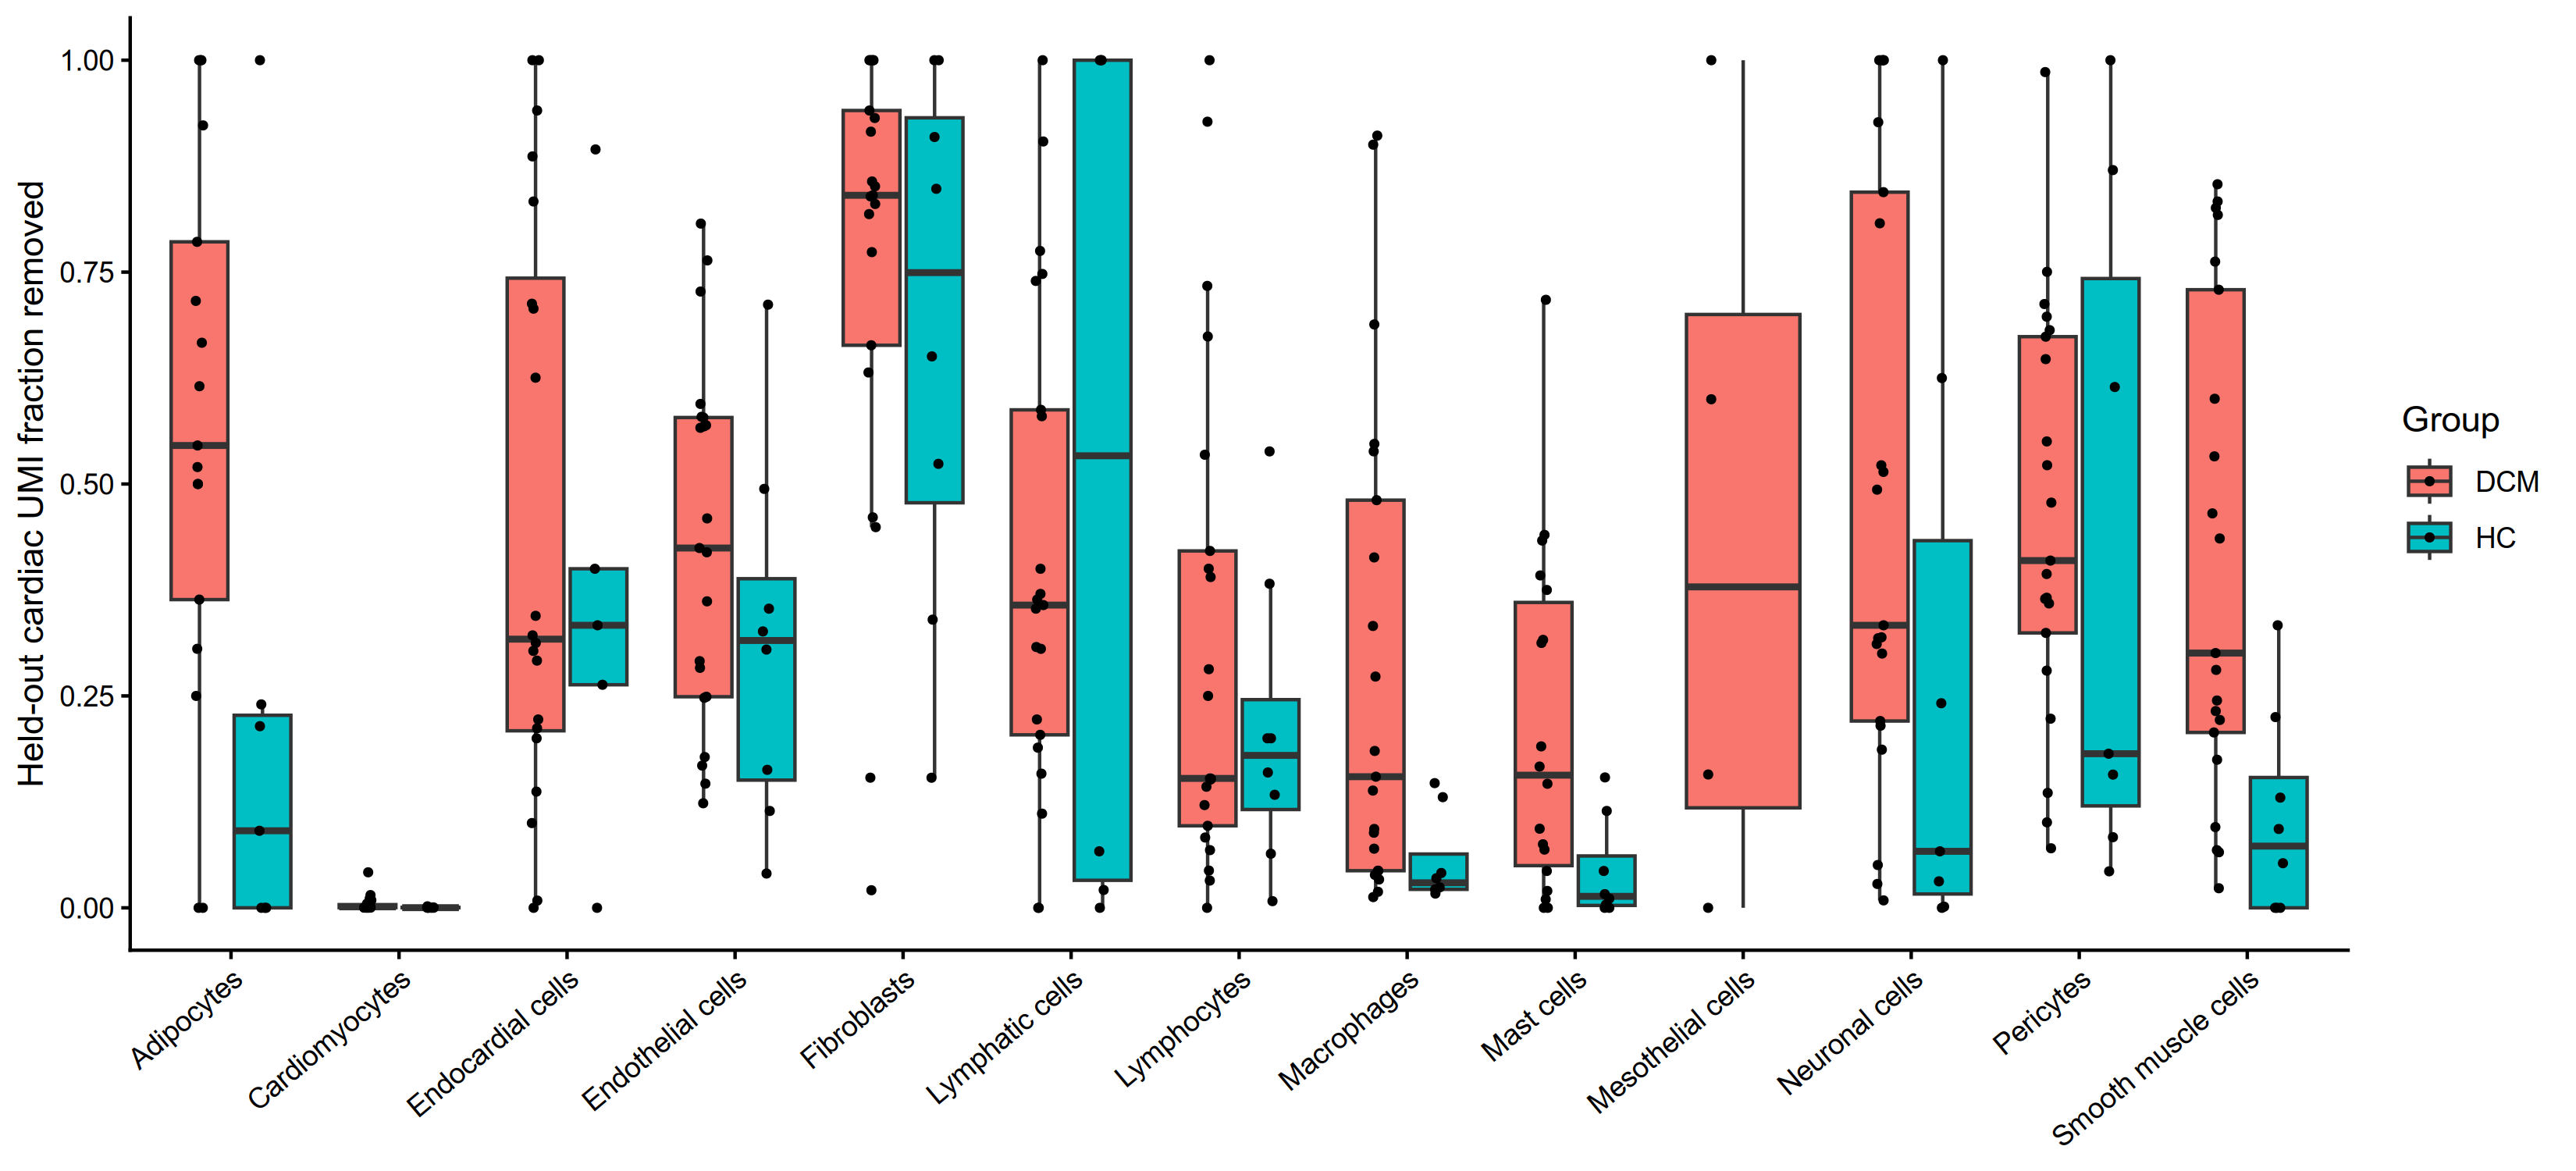 Held-out cardiac UMI fraction removed
1.00
0.75
0.50
0.25
0.00
Adipocytes
Cardiomyocytes
Endocardial cells
Endothelial cells
Fibroblasts
Lymphatic cells
Lymphocytes
Macrophages
Mast cells
Mesothelial cells
Neuronal cells
Pericytes
Smooth muscle cells
Group
DCM
HC